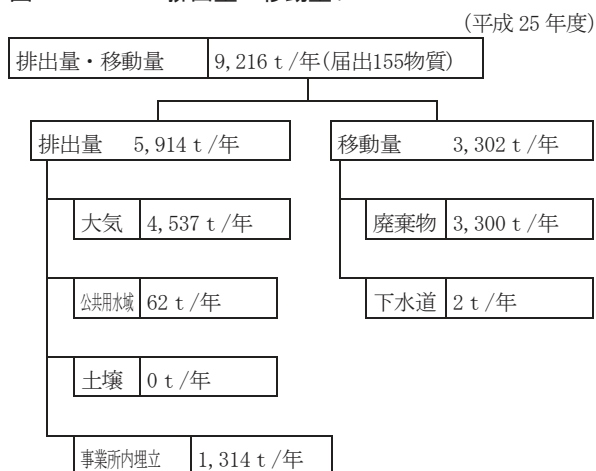 (平成 25 年度)
排出量・移動量 9,216 t /年(届出155物質)
排出量 5,914 t /年 移動量 3,302 t /年
大気 4,537 t /年 廃棄物 3,300 t /年
公共用水域 62 t /年 下水道 2 t /年
土壌 0 t /年
事業所内埋立 1,314 t /年